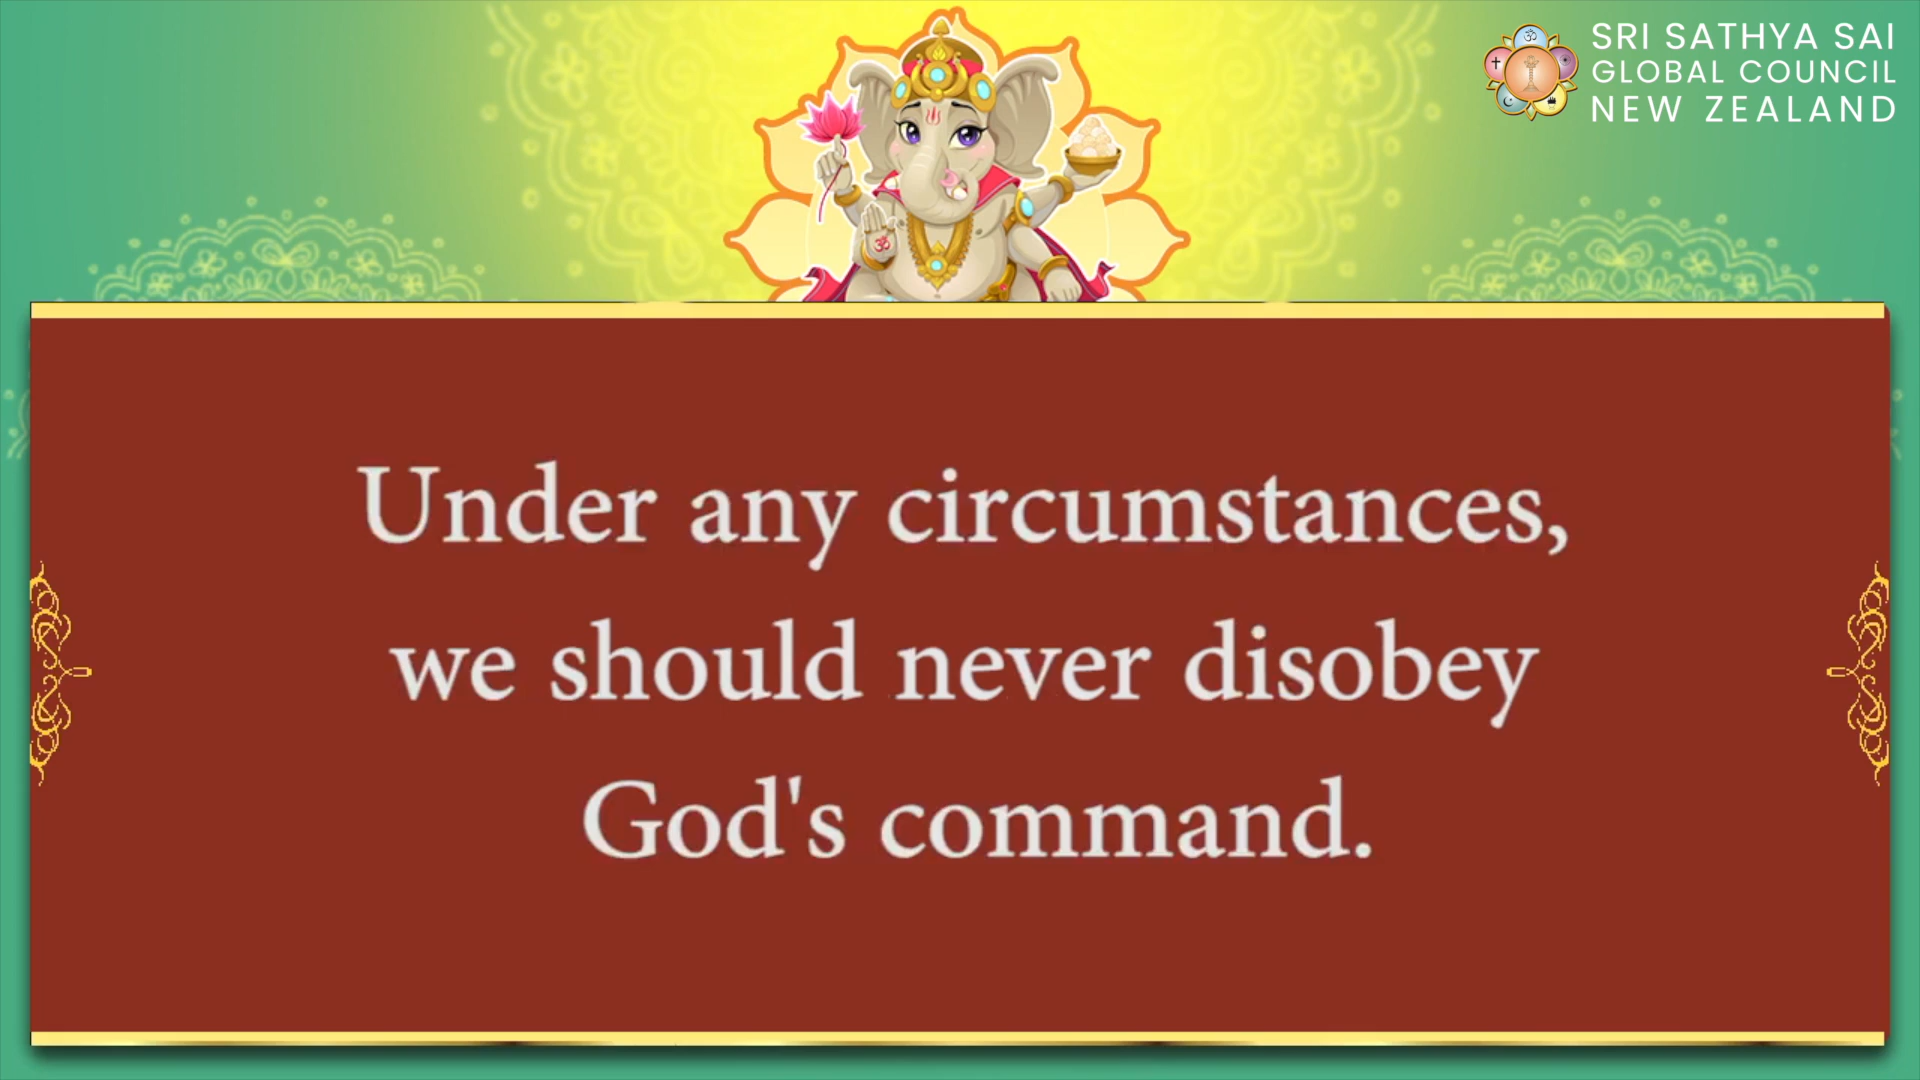 SRI SATHYA SAI
GLOBAL COUNCIL
NEW ZEALAND
ॐ
ॐ
Under any circumstances,
we should never disobey
God's command.